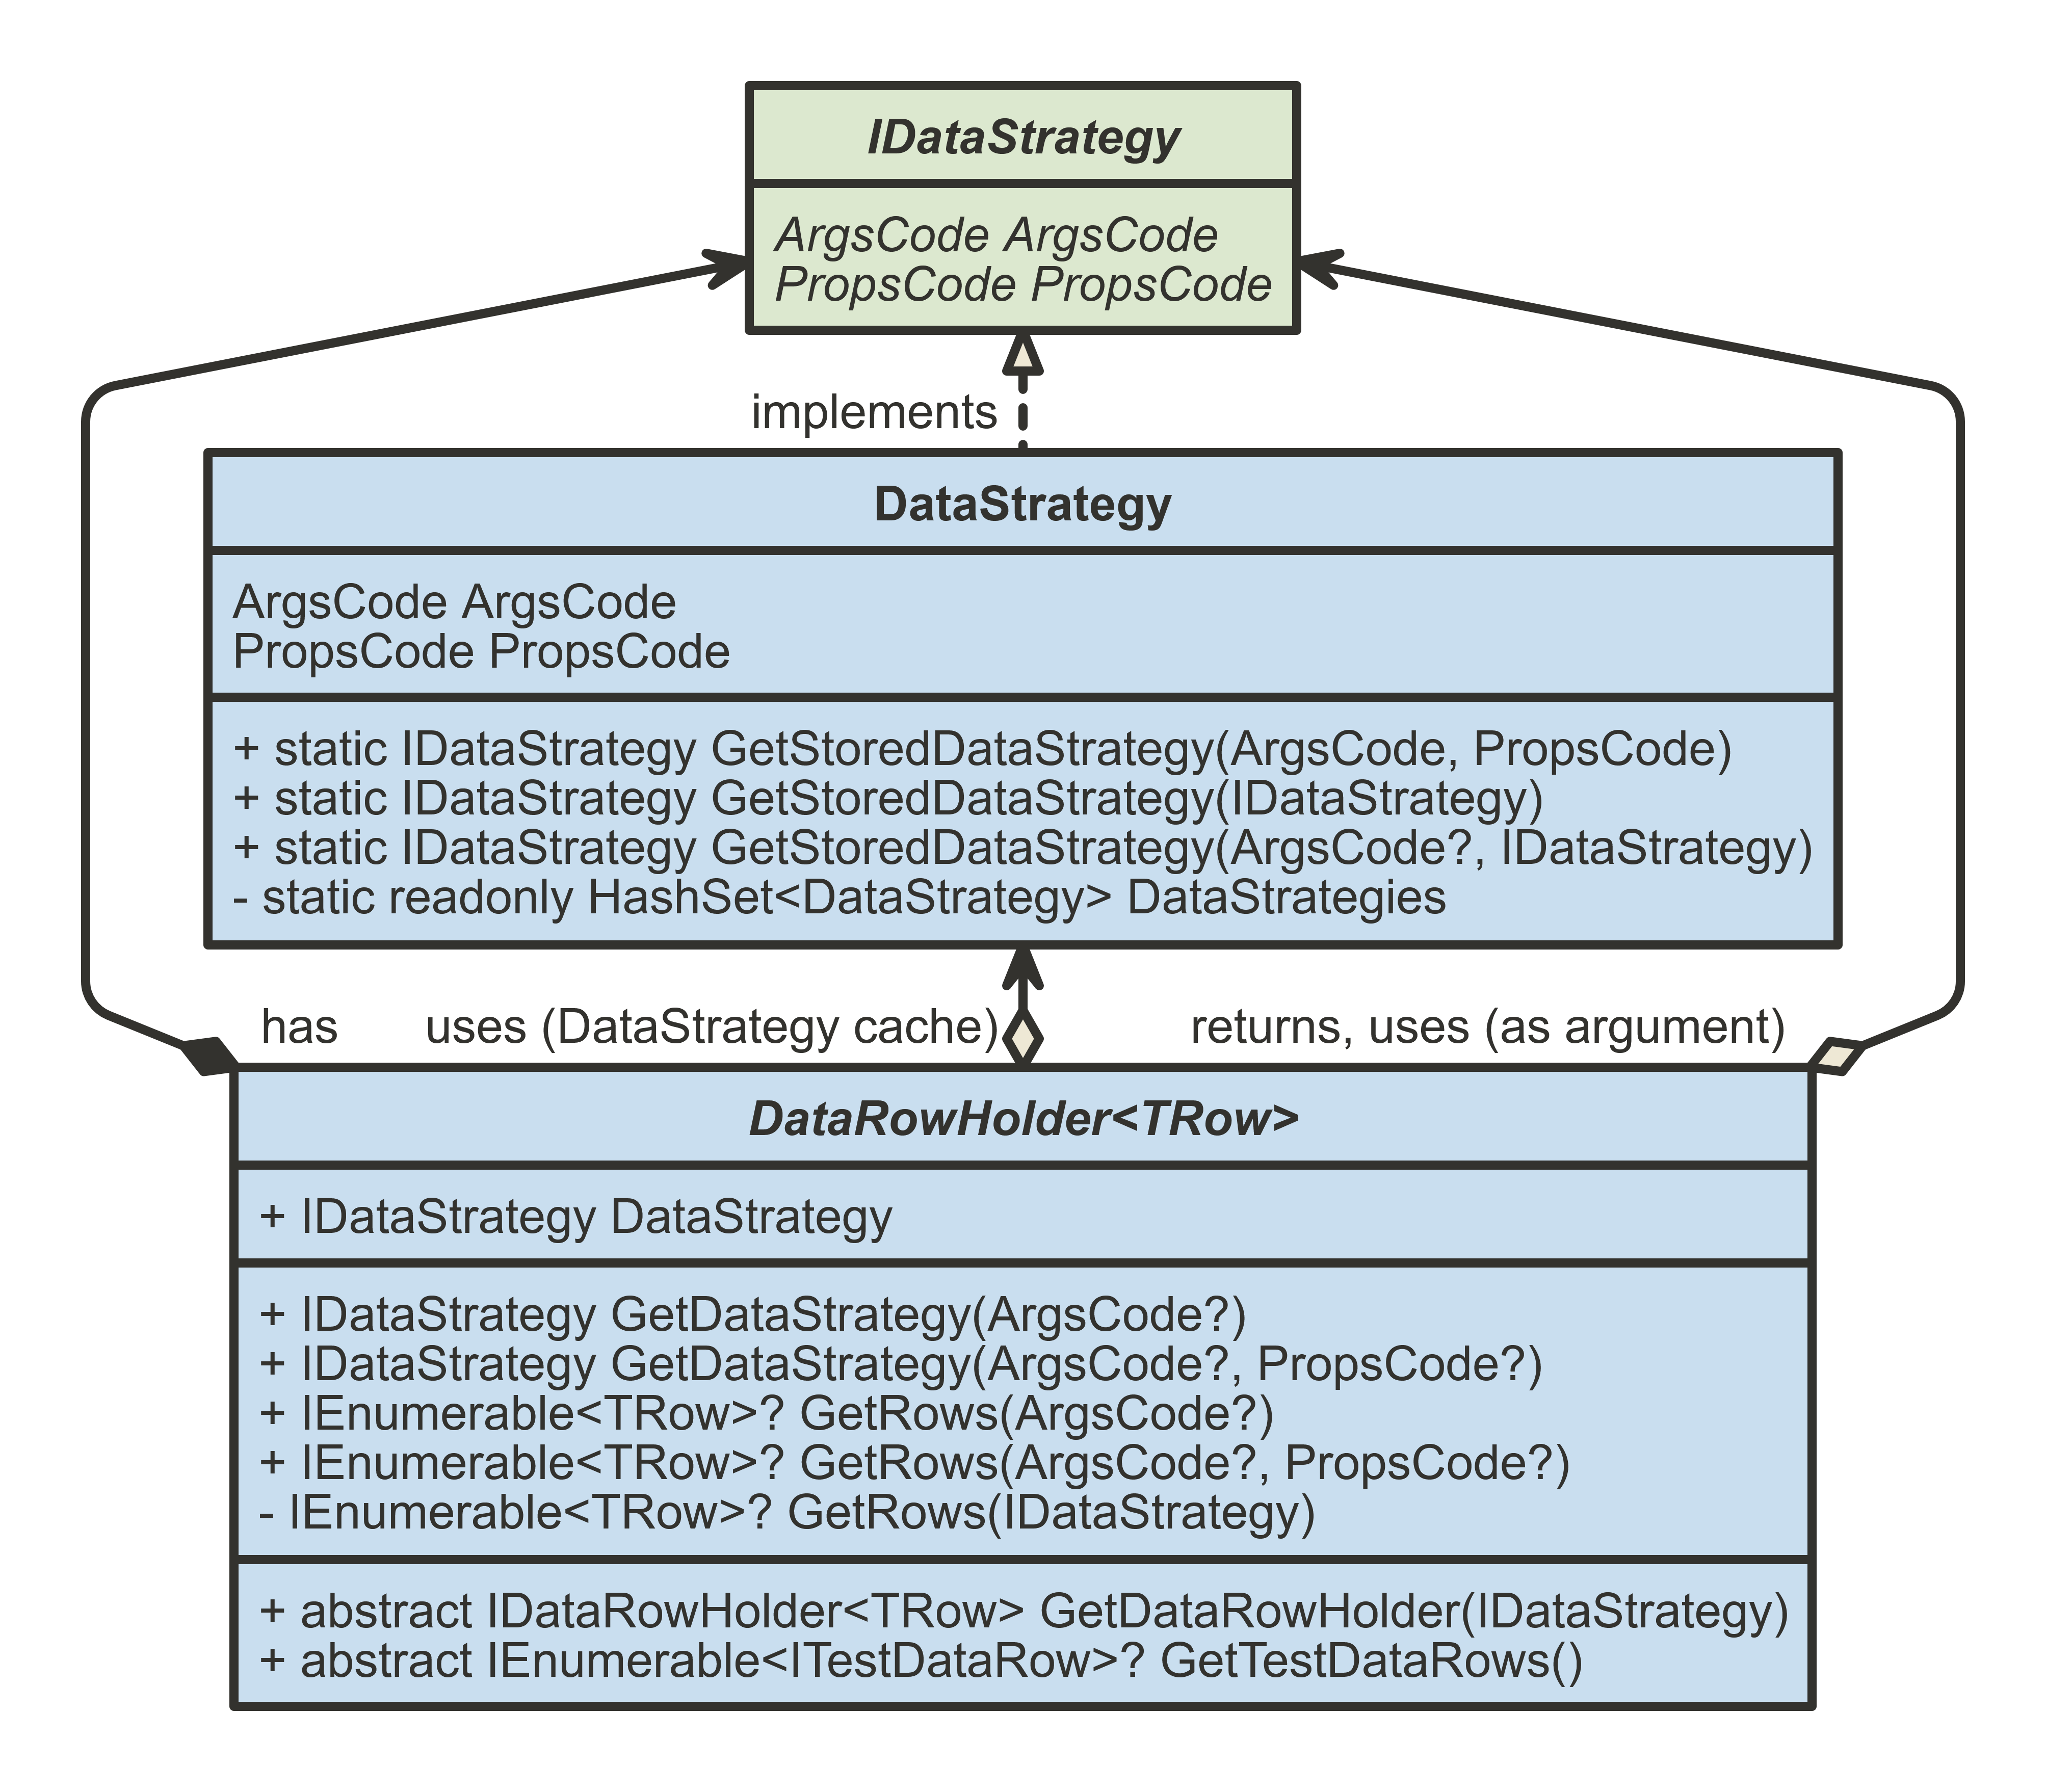 IDataStrategy
ArgsCode ArgsCode
PropsCode PropsCode
implements
DataStrategy
ArgsCode ArgsCode
PropsCode PropsCode
+ static IDataStrategy GetStoredDataStrategy(ArgsCode, PropsCode)
+ static IDataStrategy GetStoredDataStrategy(IDataStrategy)
+ static IDataStrategy GetStoredDataStrategy(ArgsCode?, IDataStrategy)
- static readonly HashSet<DataStrategy> DataStrategies
has
uses (DataStrategy cache)
returns, uses (as argument)
DataRowHolder<TRow>
+ IDataStrategy DataStrategy
+ IDataStrategy GetDataStrategy(ArgsCode?)
+ IDataStrategy GetDataStrategy(ArgsCode?, PropsCode?)
+ IEnumerable<TRow>? GetRows(ArgsCode?)
+ IEnumerable<TRow>? GetRows(ArgsCode?, PropsCode?)
- IEnumerable<TRow>? GetRows(IDataStrategy)
+ abstract IDataRowHolder<TRow> GetDataRowHolder(IDataStrategy)
+ abstract IEnumerable<ITestDataRow>? GetTestDataRows()